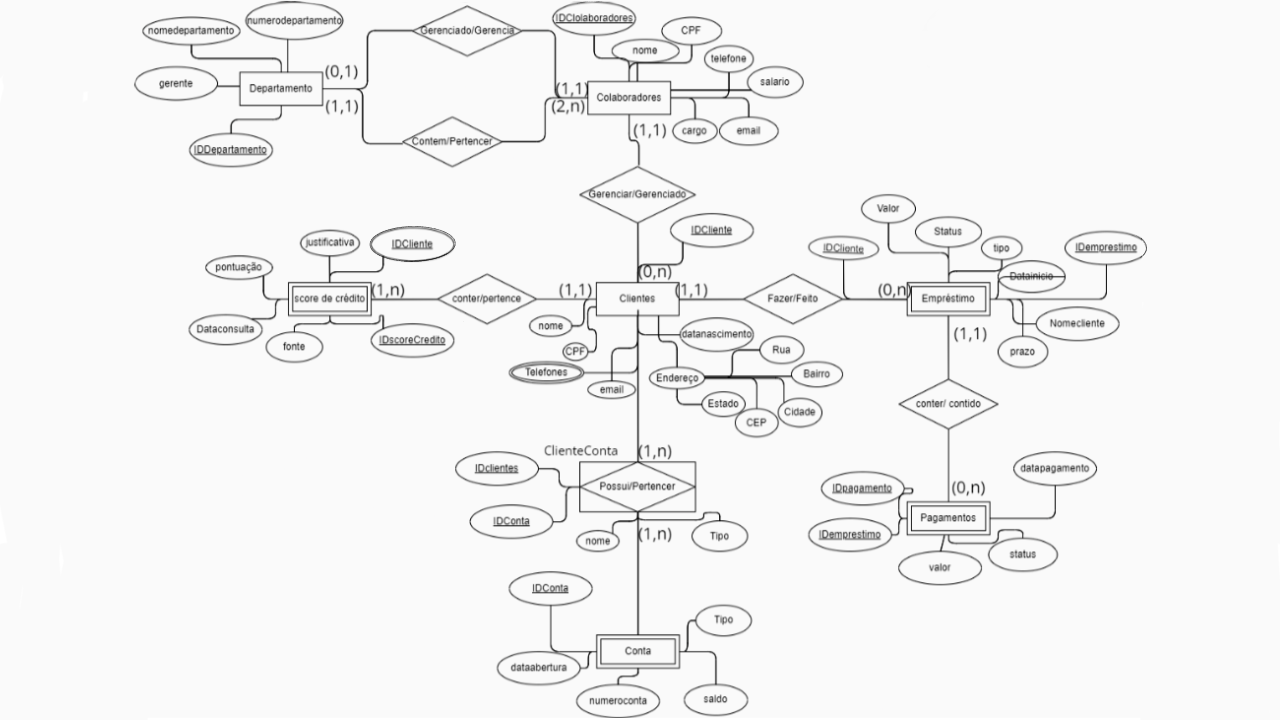 IDClolaboradores
numerodepartamento
nomedepartamento
Gerenciado/Gerencia
CPF
nome
telefone
(0,1)
gerente
Departamento
(1,1)
Colaboradores
salario
(1,1)
(2,n)
(1,1)
cargo
email
Contem/Pertencer
IDDepartamento
Gerenciar/Gerenciado
Valor
IDCliente
Status
justificativa
IDCliente
IDCliente
tipo
IDemprestimo
pontuação
(0,n)
Datainicio
(1,n)
(1,1)
(1,1)
(0,n)
score de crédito
conter/pertence
Clientes
Fazer/Feito
Empréstimo
Dataconsulta
nome
datanascimento
Nomecliente
fonte
IDscoreCredito
(1,1)
CPF
Rua
prazo
Telefones
Endereço
Bairro
email
Estado
CEP
Cidade
conter/ contido
ClienteConta
(1,n)
IDclientes
Possui/Pertencer
datapagamento
IDpagamento
(0,n)
IDConta
Pagamentos
nome
(1,n)
Tipo
IDemprestimo
status
valor
IDConta
Tipo
Conta
dataabertura
numeroconta
saldo